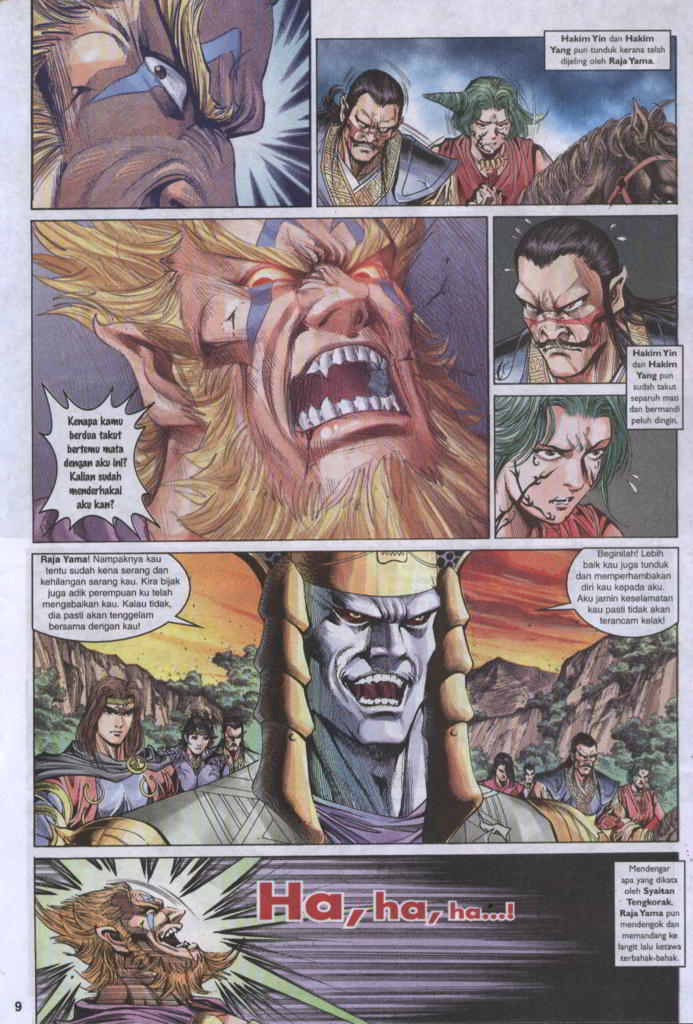 Hakim Yin dan Hakim
Yang pun tunduk kerana telah
dijeling oleh Raja Yama.
Kenapa kamu
berdua takut
bertemu mata
dengan aku ini?
Kalian sudah
menderhakai
aku kan?
Hakim Yin
dan Hakim
Yang pun
sudah takut
separuh mati
dan bermandi
peluh dingin.
Raja Yama! Nampaknya kau
tentu sudah kena serang dan
kehilangan sarang kau. Kira bijak
juga adik perempuan ku telah
mengabaikan kau. Kalau tidak,
dia pasti akan tenggelam
bersama dengan kau!
Beginilah! Lebih
baik kau juga tunduk
dan memperhambakan
diri kau kepada aku.
Aku jamin keselamatan
kau pasti tidak akan
terancam kelak!
Ha, ha, ha...!
Mendengar
apa yang dikata
oleh Syaitan
Tengkorak,
Raja Yama pun
mendengok dan
memandang ke
langit lalu ketawa
terbahak-bahak.
9